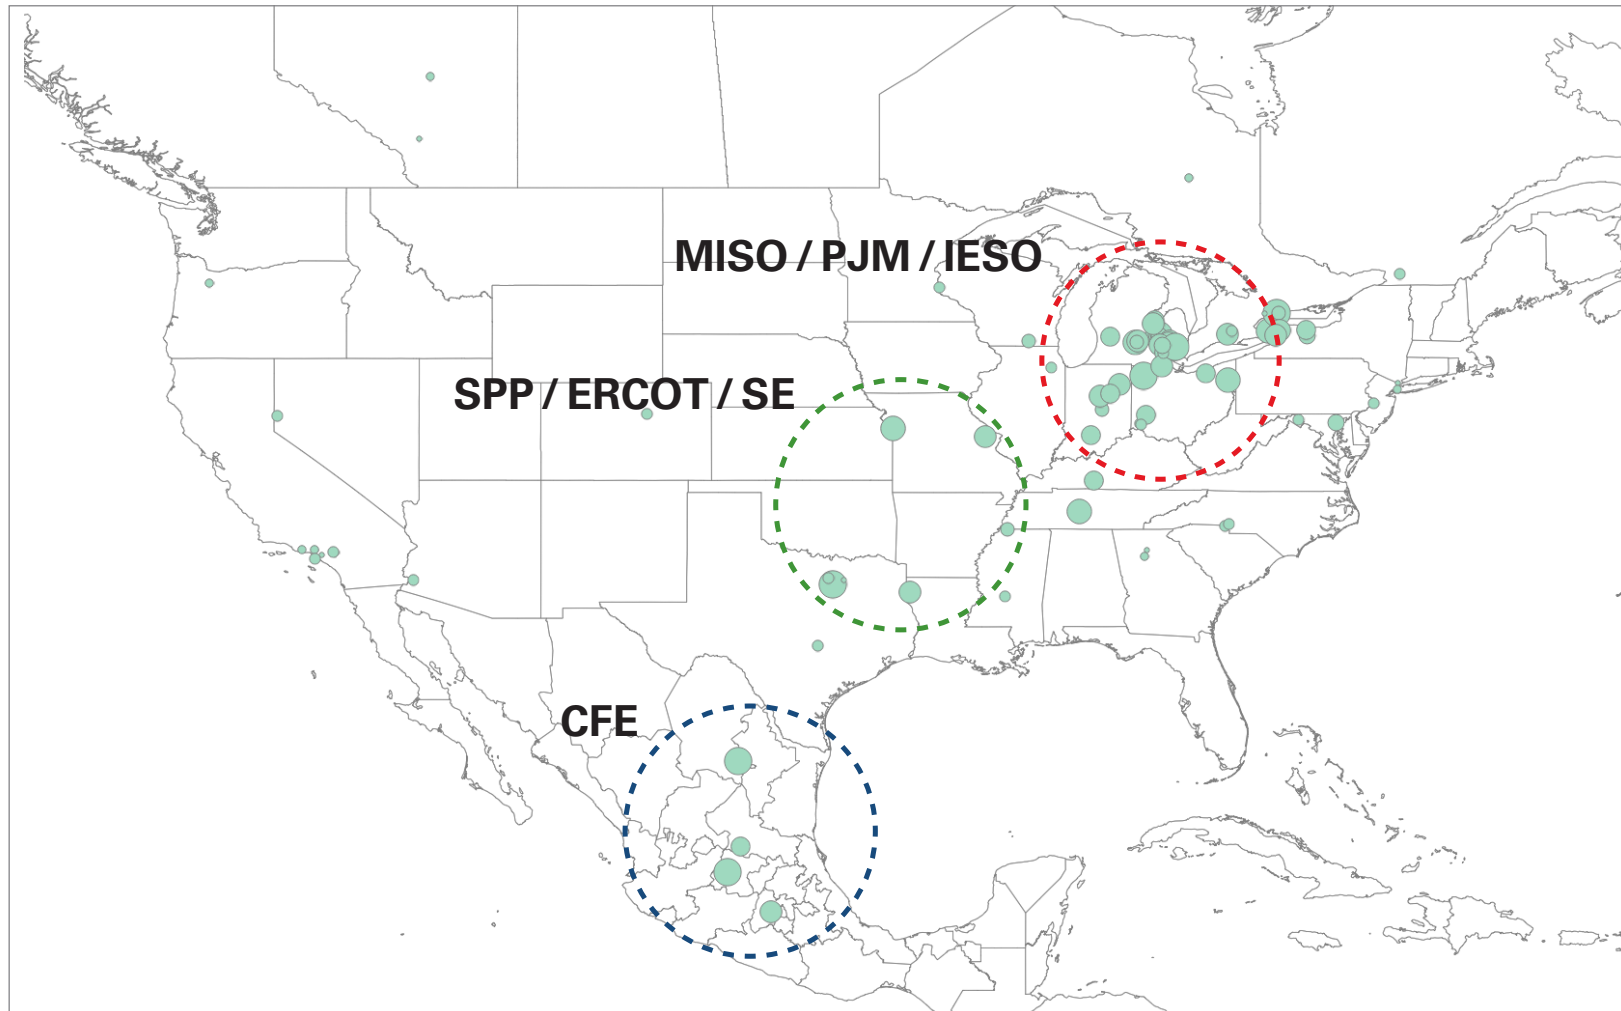 MISO / PJM / IESO
SPP / ERCOT / SE
CFE